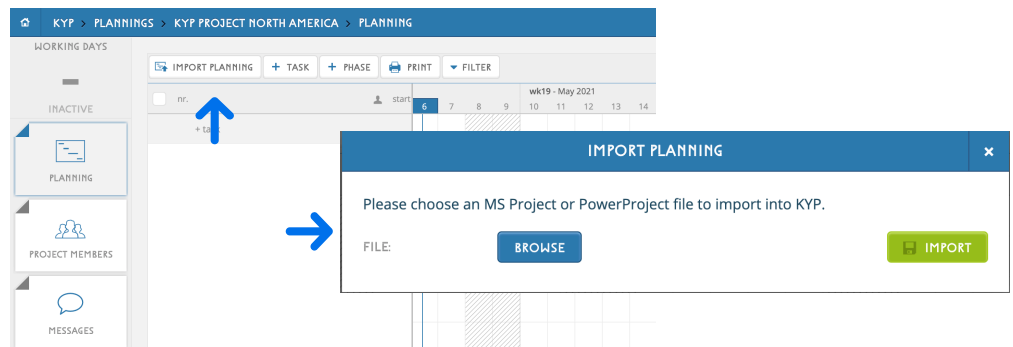 KYP > PLANNINGS > KYP PROJECT NORTH AMERICA > PLANNING
WORKING DAYS
INACTIVE
PLANNING
PROJECT MEMBERS
MESSAGES
IMPORT PLANNING + TASK + PHASE PRINT FILTER
nr. start
wk19 - May 2021
6 7 8 9 10 11 12 13 14
IMPORT PLANNING ×
Please choose an MS Project or PowerProject file to import into KYP.
FILE: BROWSE IMPORT